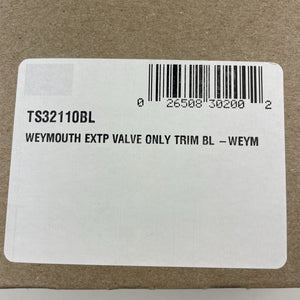 0 26508 30200 2
TS32110BL
WEYMOUTH EXTP VALVE ONLY TRIM BL – WEYM